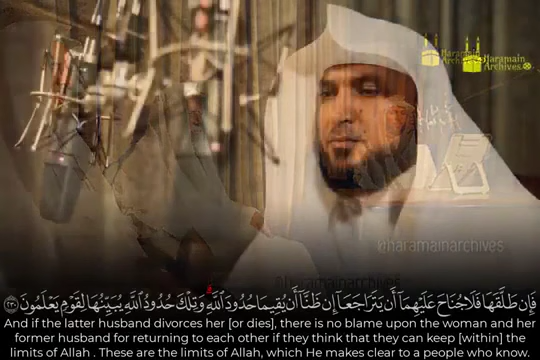 Haramain
Archives
Haramain
Archives
@haramainarchives
فَإِن طَلَّقَهَا فَلَا جُنَاحَ عَلَيْهِمَآ أَن يَتَرَاجَعَآ إِن ظَنَّآ أَن يُقِيمَا حُدُودَ ٱللَّهِۗ وَتِلْكَ حُدُودُ ٱللَّهِ يُبَيِّنُهَا لِقَوْمٍ يَعْلَمُونَ ٢٣٠
And if the latter husband divorces her [or dies], there is no blame upon the woman and her
former husband for returning to each other if they think that they can keep [within] the
limits of Allah . These are the limits of Allah, which He makes clear to a people who know.